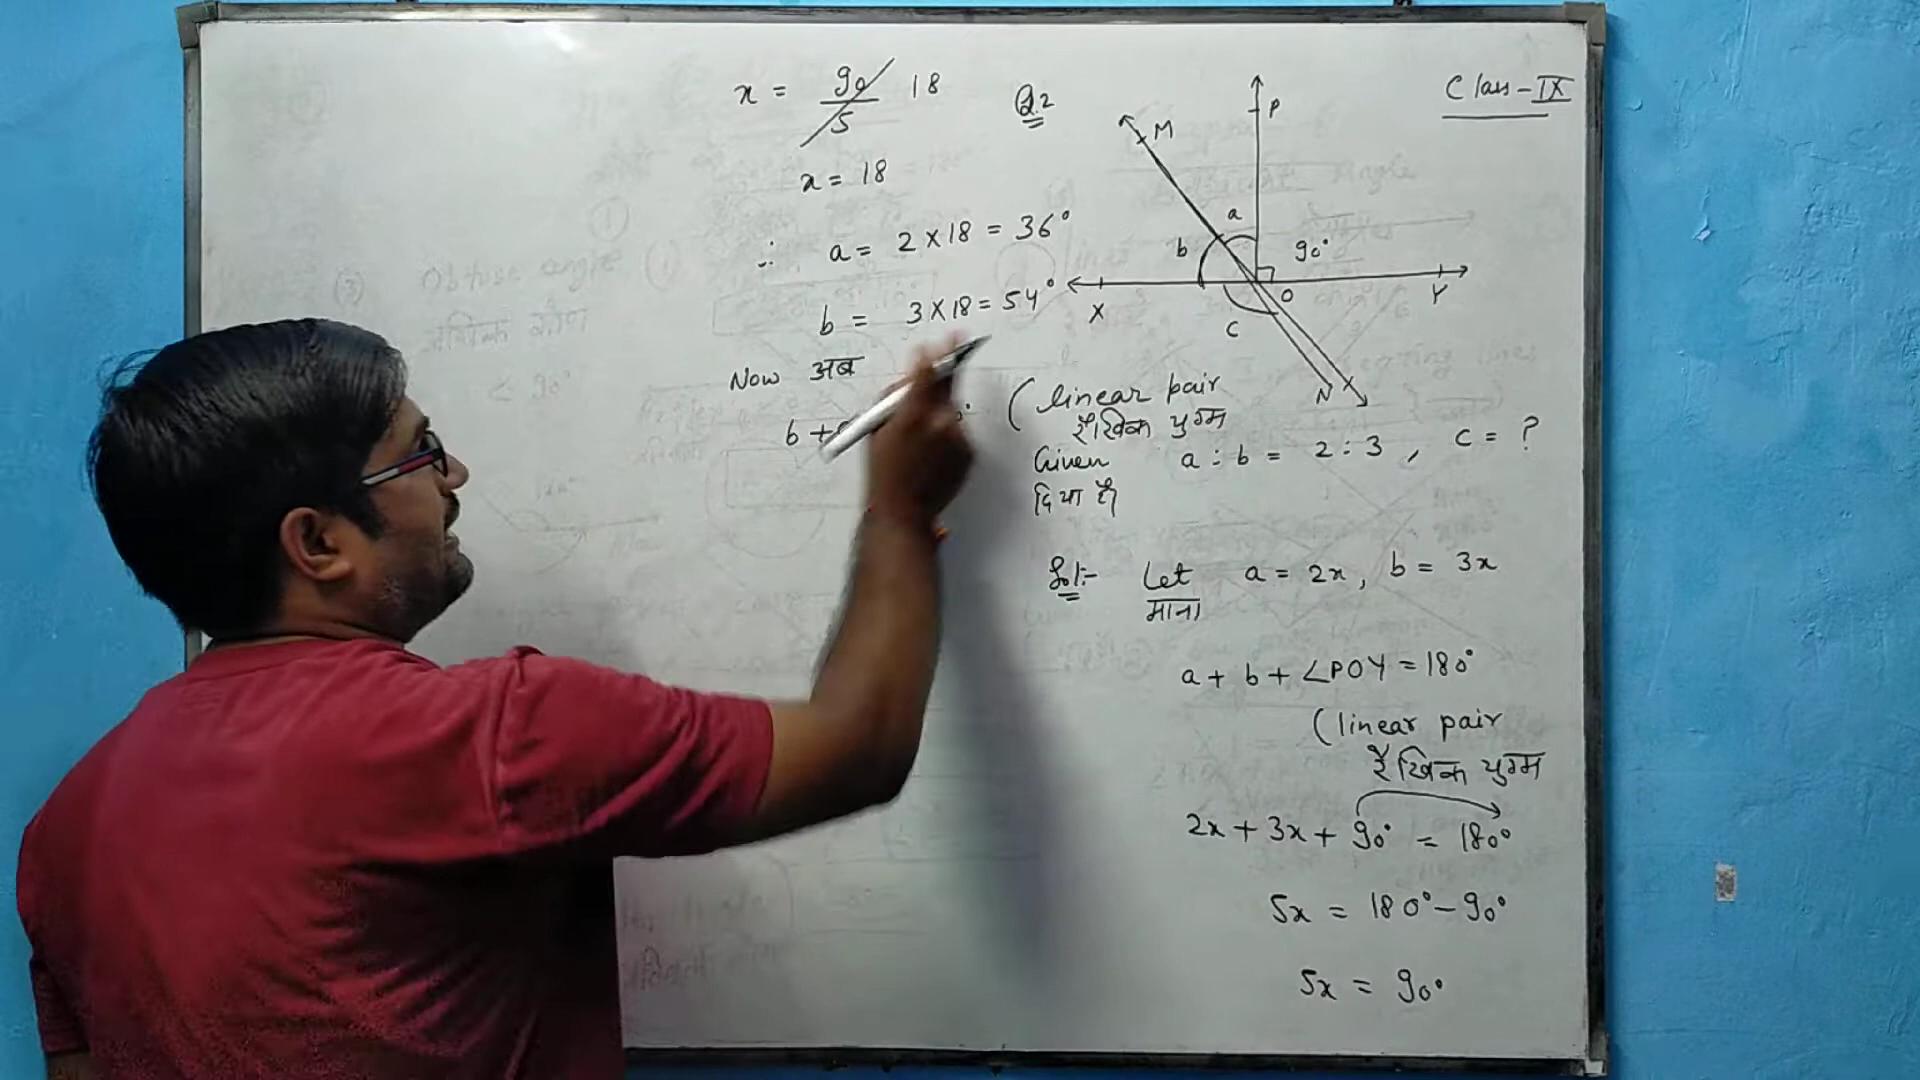 Class-IX
Q.2
M
P
a
b
90°
X
O
Y
C
N
Given a : b = 2 : 3 , c = ?
दिया है
Sol:- Let a = 2x, b = 3x
माना
a + b + ∠POY = 180°
(linear pair
रैखिक युग्म
2x + 3x + 90° = 180°
5x = 180° - 90°
5x = 90°
x = 90/5 18
x = 18
∴ a = 2 × 18 = 36°
b = 3 × 18 = 54°
Now अब
b +
(linear pair
रैखिक युग्म